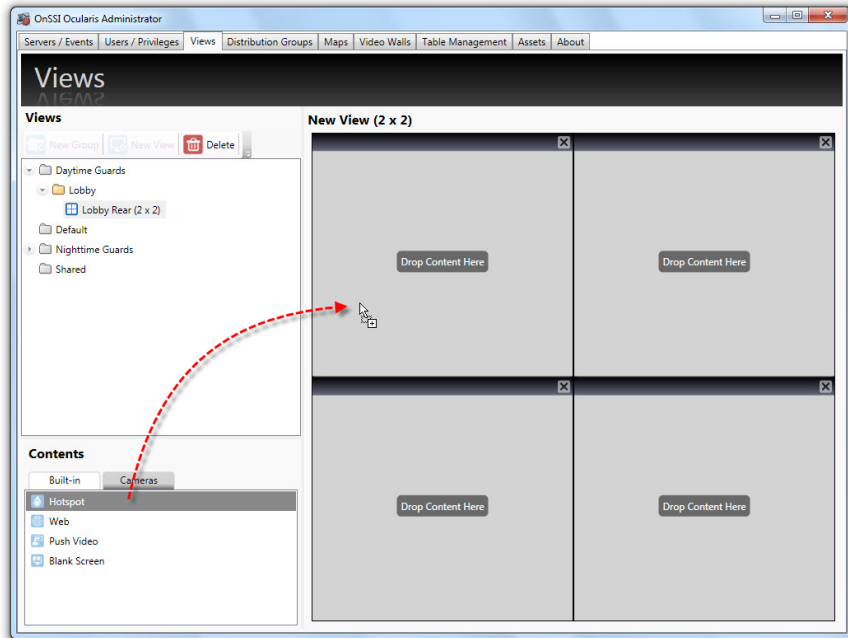 OnSSI Ocularis Administrator
Servers / Events Users / Privileges Views Distribution Groups Maps Video Walls Table Management Assets About
Views
Views
New Group New View Delete
Daytime Guards
Lobby
Lobby Rear (2 x 2)
Default
Nighttime Guards
Shared
Contents
Built-in Cameras
Hotspot
Web
Push Video
Blank Screen
New View (2 x 2)
Drop Content Here Drop Content Here
Drop Content Here Drop Content Here